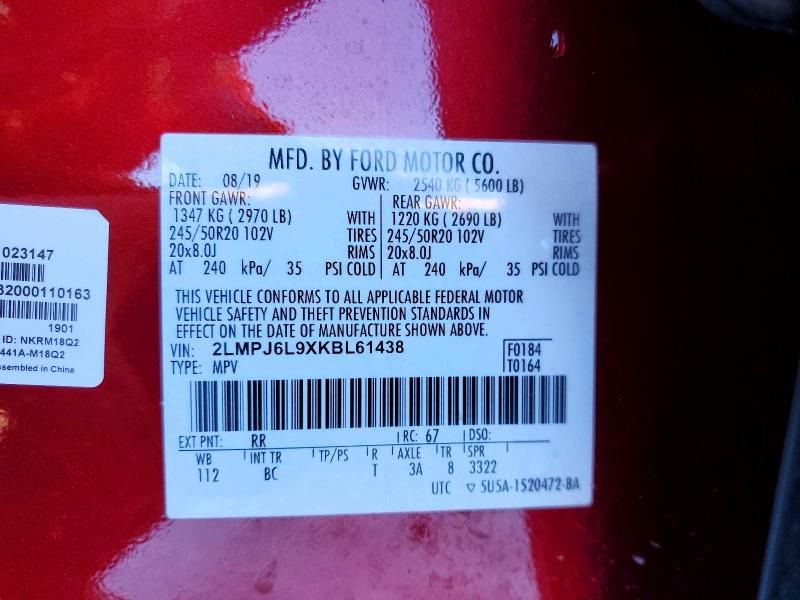 MFD. BY FORD MOTOR CO.
DATE: 08/19 GVWR: 2540 KG ( 5600 LB)
FRONT GAWR: REAR GAWR:
1347 KG ( 2970 LB) WITH 1220 KG ( 2690 LB) WITH
245/50R20 102V TIRES 245/50R20 102V TIRES
20x8.0J RIMS 20x8.0J RIMS
AT 240 kPa/ 35 PSI COLD AT 240 kPa/ 35 PSI COLD
THIS VEHICLE CONFORMS TO ALL APPLICABLE FEDERAL MOTOR
VEHICLE SAFETY AND THEFT PREVENTION STANDARDS IN
EFFECT ON THE DATE OF MANUFACTURE SHOWN ABOVE.
VIN: 2LMPJ6L9XKBL61438 F0184
TYPE: MPV T0164
EXT PNT: RR RC: 67 DSO:
WB INT TR TP/PS R AXLE TR SPR
112 BC T 3A 8 3322
UTC ▽ 5U5A-1520472-BA
023147
2000110163
1901
ID: NKRM18Q2
441A-M18Q2
ssembled in China